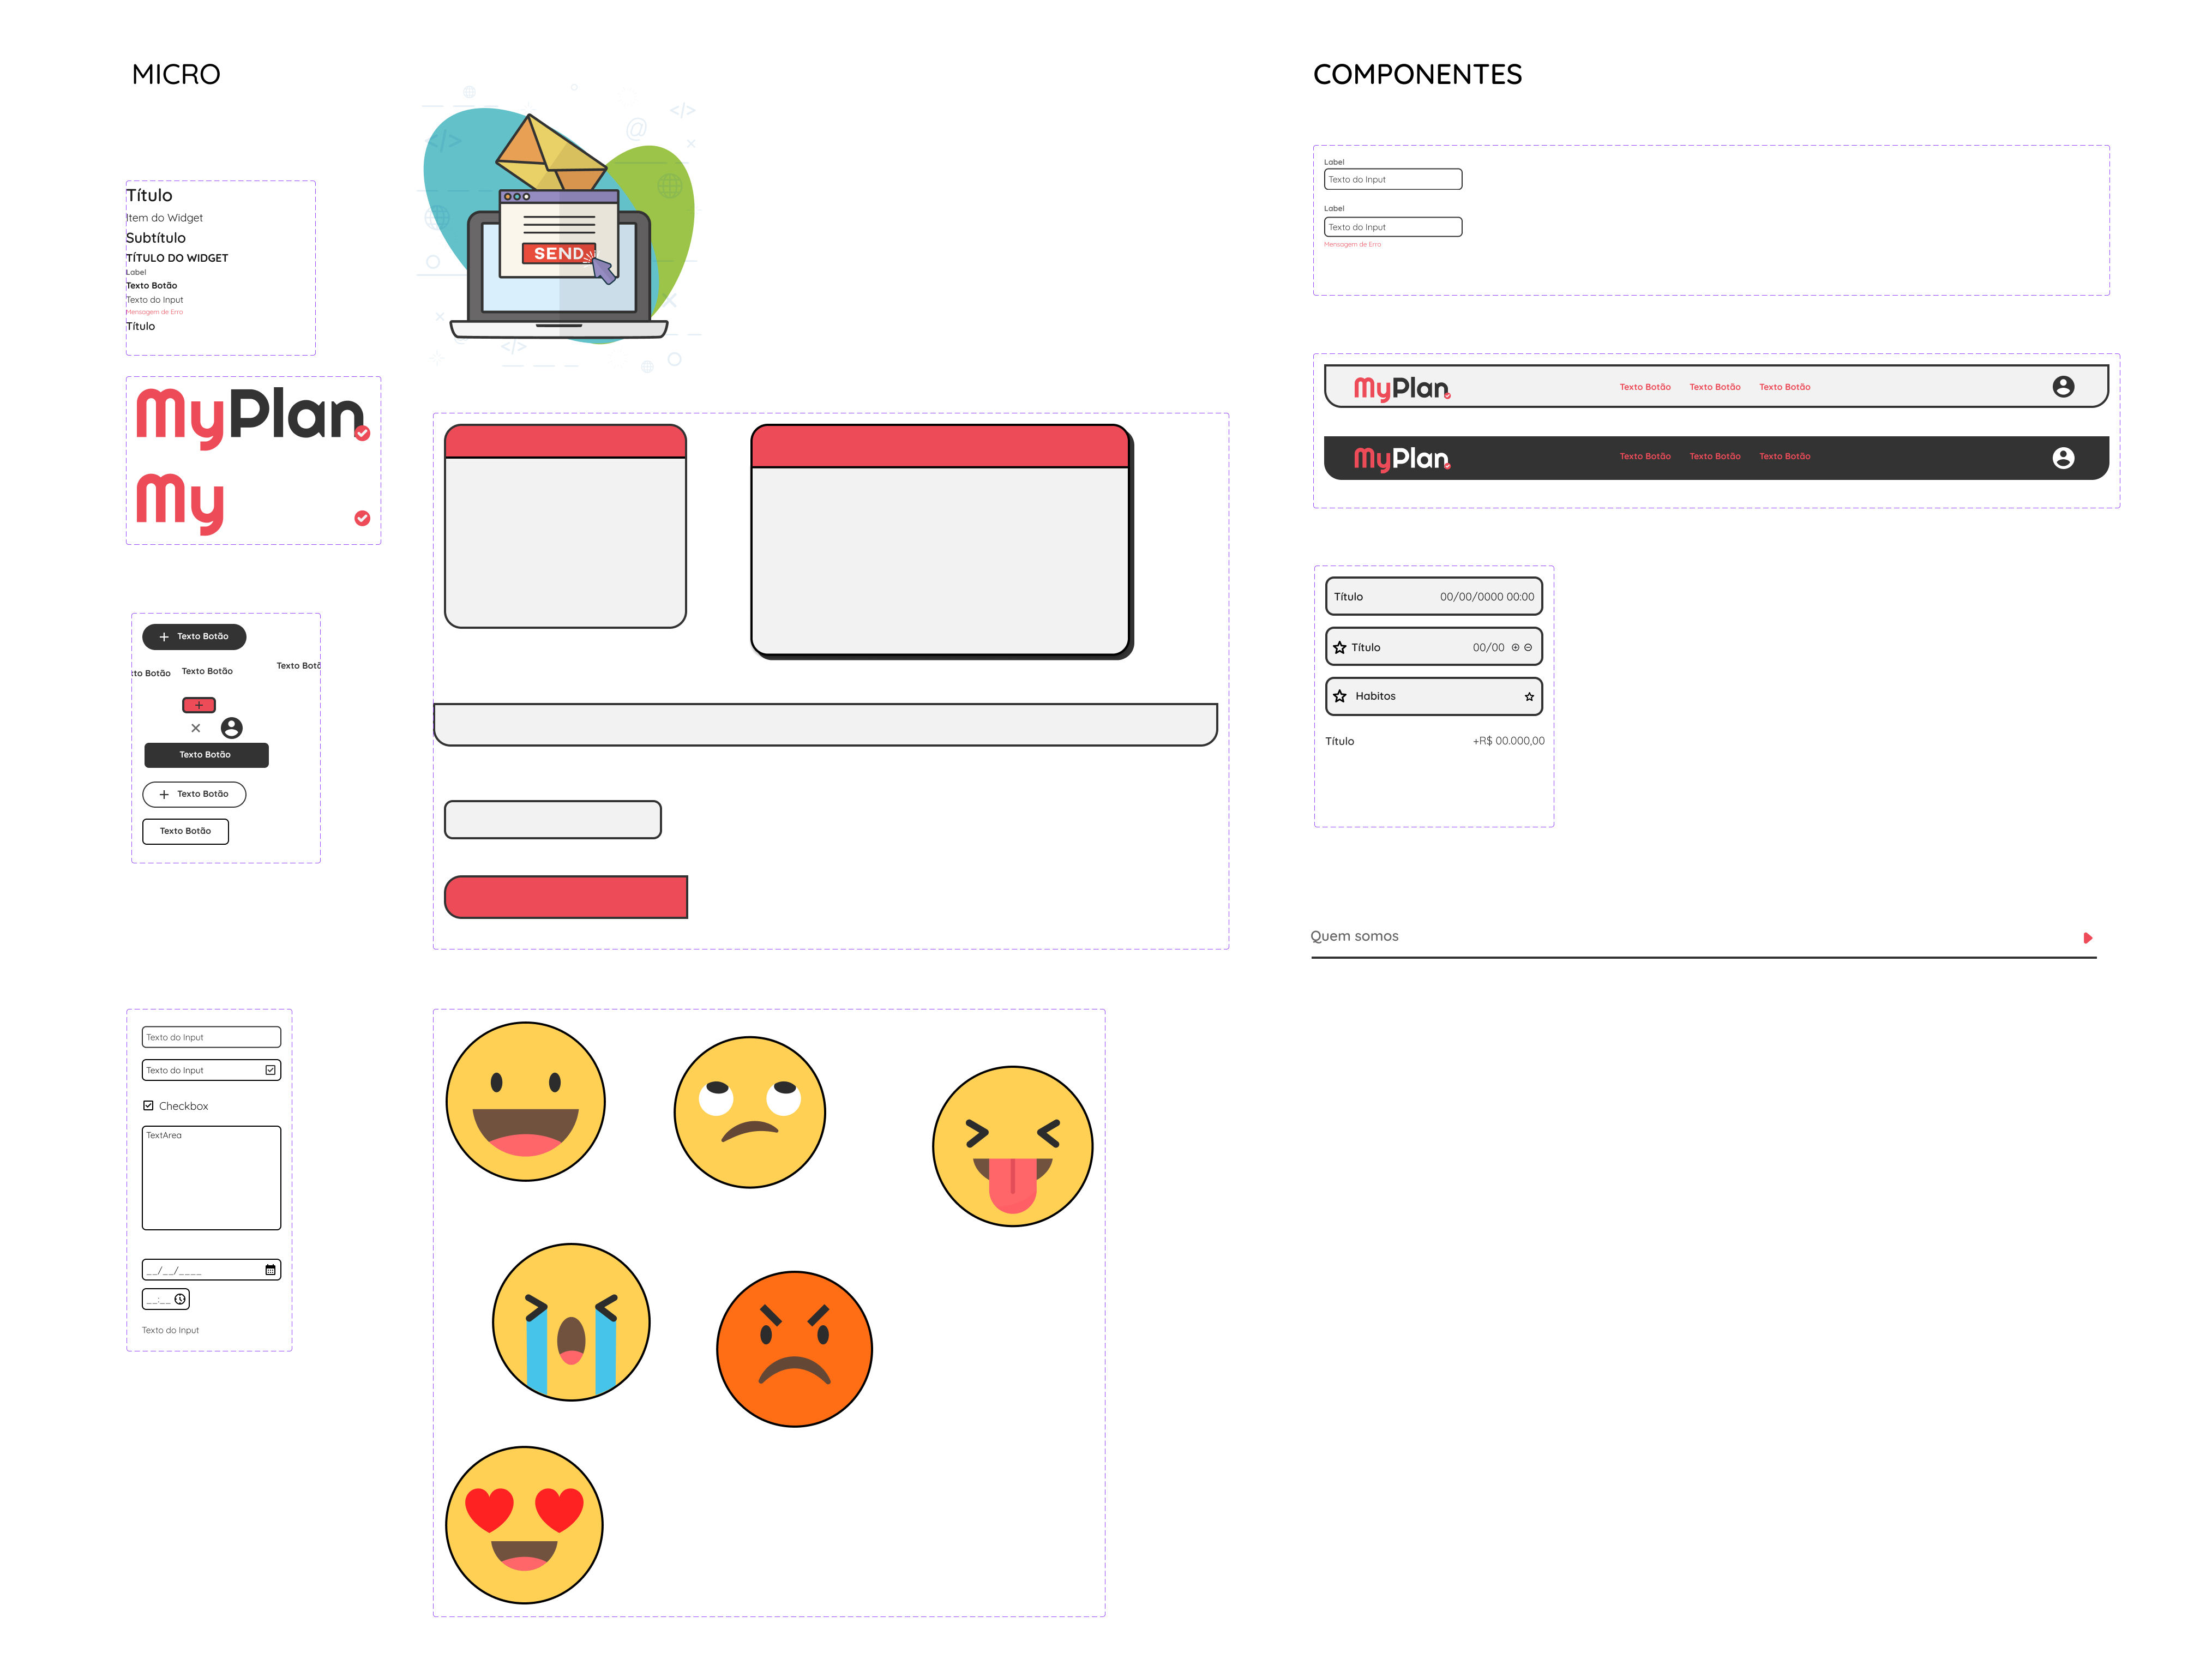 MICRO
Título
Item do Widget
Subtítulo
TÍTULO DO WIDGET
Label
Texto Botão
Texto do Input
Mensagem de Erro
Título
MyPlan
My
Texto Botão
xto Botão
Texto Botão
Texto Botã
Texto Botão
Texto Botão
Texto Botão
Texto do Input
Texto do Input
Checkbox
TextArea
__/__/____
__:__
Texto do Input
</>
@
</>
SEND
</>
COMPONENTES
Label
Texto do Input
Label
Texto do Input
Mensagem de Erro
MyPlan Texto Botão Texto Botão Texto Botão
MyPlan Texto Botão Texto Botão Texto Botão
Título 00/00/0000 00:00
Título 00/00
Habitos
Título +R$ 00.000,00
Quem somos